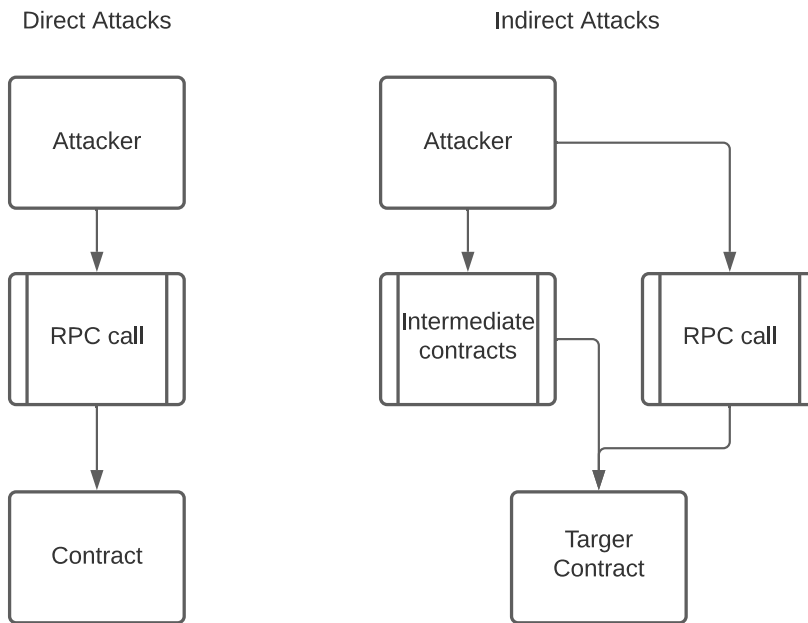 Direct Attacks
Indirect Attacks
Attacker
Attacker
RPC call
Intermediate
contracts
RPC call
Contract
Targer
Contract